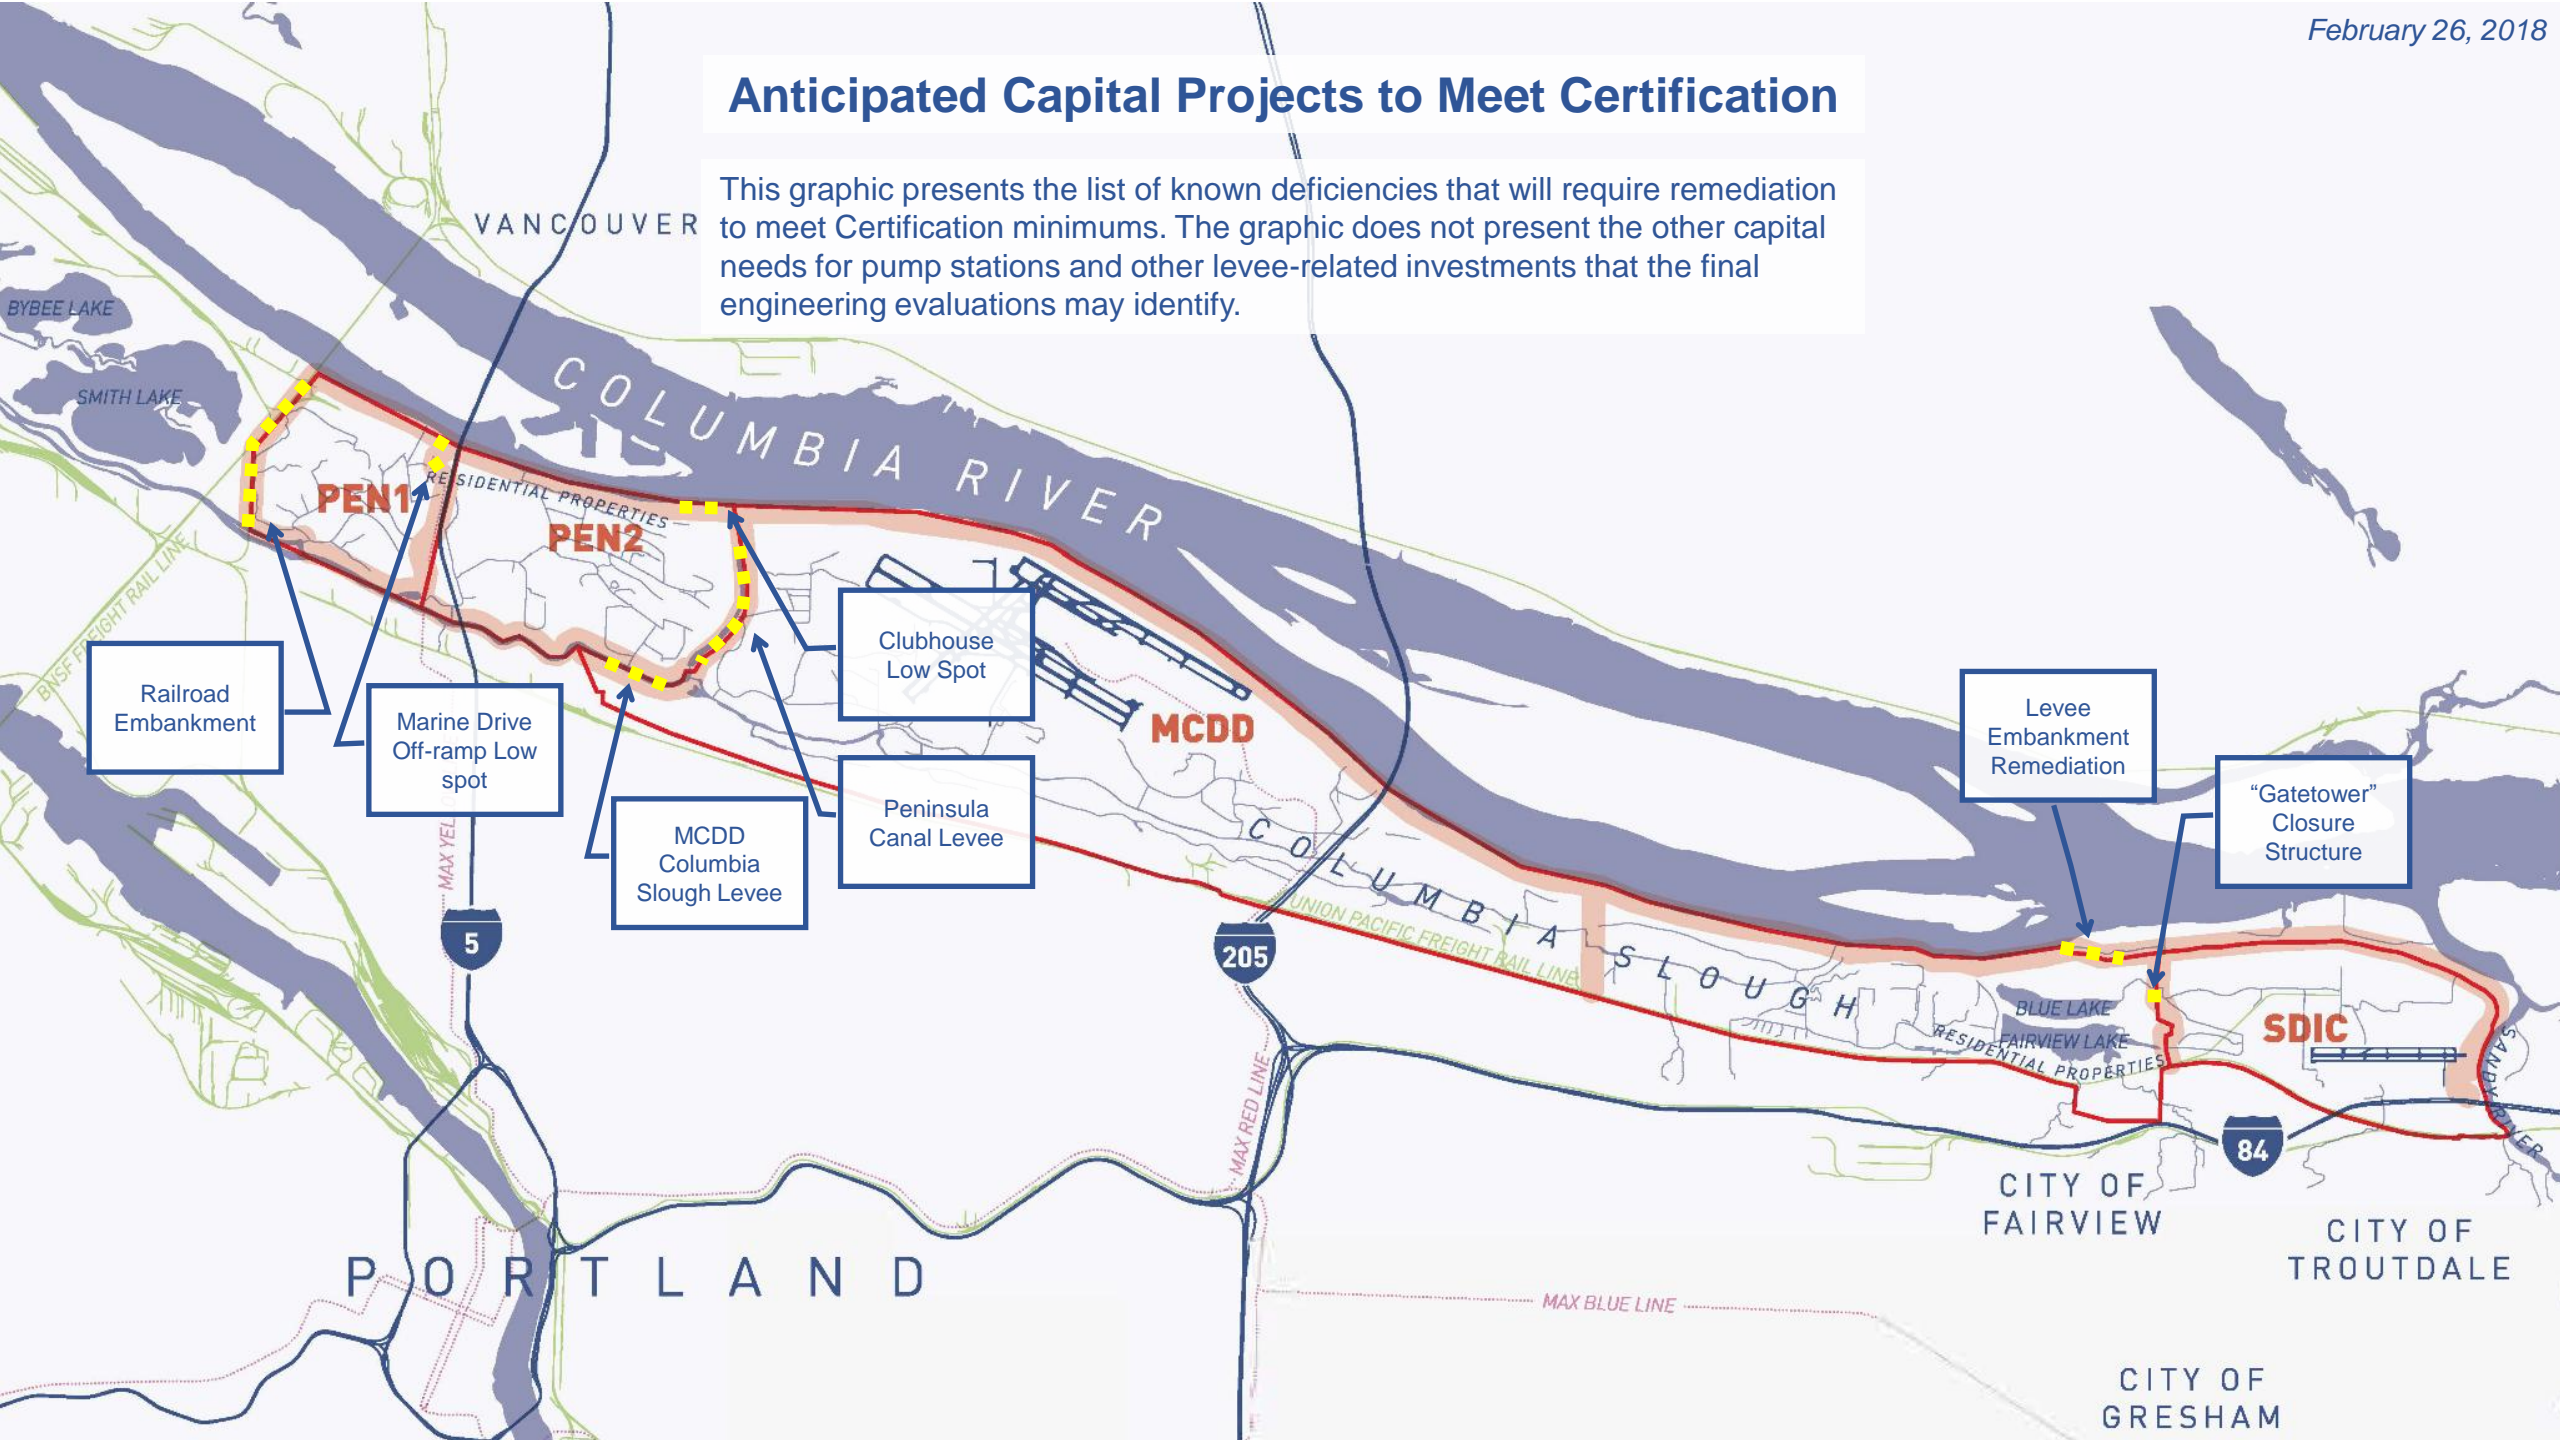 February 26, 2018
Anticipated Capital Projects to Meet Certification
This graphic presents the list of known deficiencies that will require remediation
to meet Certification minimums. The graphic does not present the other capital
needs for pump stations and other levee-related investments that the final
engineering evaluations may identify.
VANCOUVER
BYBEE LAKE
SMITH LAKE
COLUMBIA RIVER
PEN1
RESIDENTIAL PROPERTIES
PEN2
BNSF FREIGHT RAIL LINE
Clubhouse
Low Spot
Railroad
Embankment
Marine Drive
Off-ramp Low
spot
MCDD
Levee
Embankment
Remediation
Peninsula
Canal Levee
MCDD
Columbia
Slough Levee
"Gatetower"
Closure
Structure
MAX YEL
COLUMBIA SLOUGH
UNION PACIFIC FREIGHT RAIL LINE
5
205
BLUE LAKE
FAIRVIEW LAKE
RESIDENTIAL PROPERTIES
SDIC
SANDY RIVER
MAX RED LINE
84
CITY OF
FAIRVIEW
CITY OF
TROUTDALE
PORTLAND
MAX BLUE LINE
CITY OF
GRESHAM